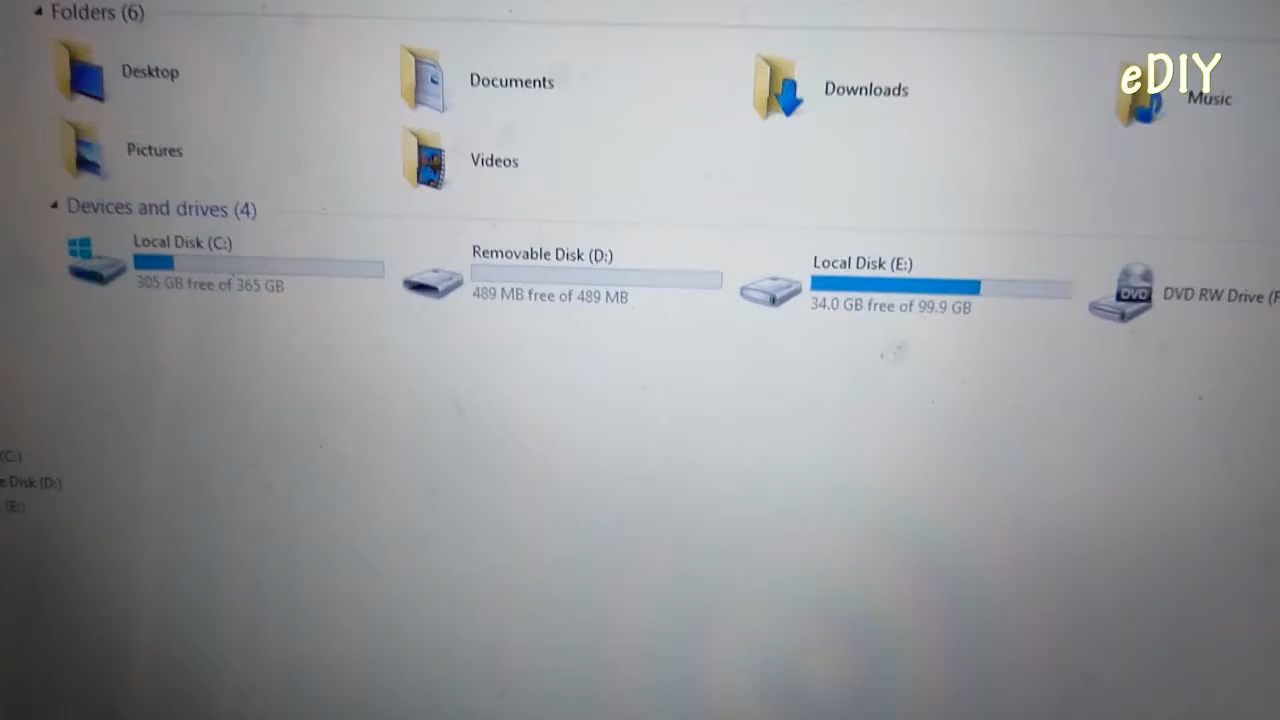 Folders (6)
eDIY
Desktop
Documents
Downloads
Music
Pictures
Videos
Devices and drives (4)
Local Disk (C:)
305 GB free of 365 GB
Removable Disk (D:)
489 MB free of 489 MB
Local Disk (E:)
34.0 GB free of 99.9 GB
DVD
DVD RW Drive (F
(C:)
e Disk (D:)
(E:)